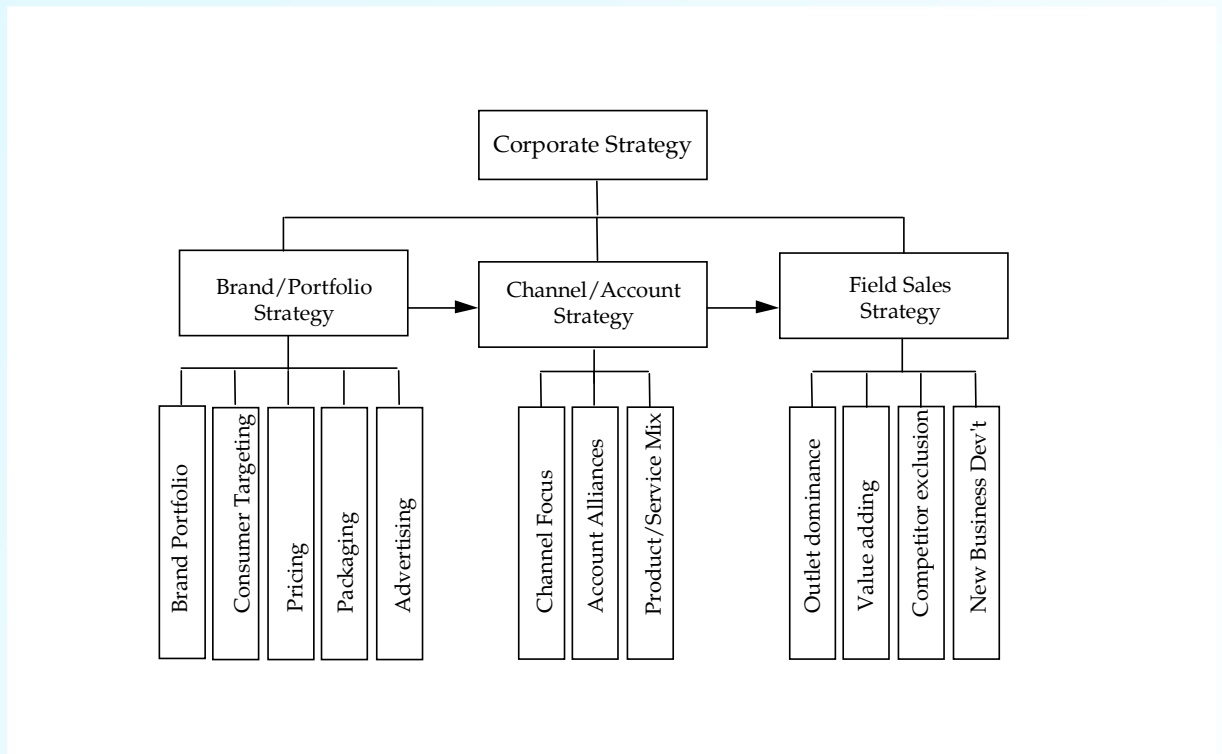 Corporate Strategy
Brand/Portfolio
Strategy
Channel/Account
Strategy
Field Sales
Strategy
Brand Portfolio
Consumer Targeting
Pricing
Packaging
Advertising
Channel Focus
Account Alliances
Product/Service Mix
Outlet dominance
Value adding
Competitor exclusion
New Business Dev't